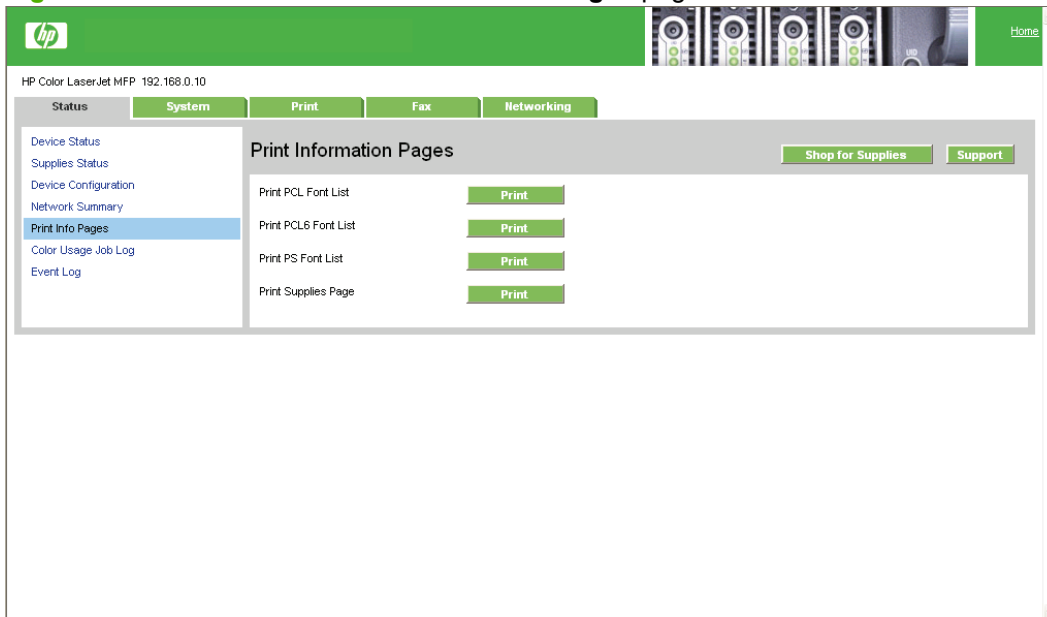 hp
Home
HP Color LaserJet MFP 192.168.0.10
Status System Print Fax Networking
Device Status
Supplies Status
Device Configuration
Network Summary
Print Info Pages
Color Usage Job Log
Event Log
Print Information Pages
Shop for Supplies Support
Print PCL Font List Print
Print PCL6 Font List Print
Print PS Font List Print
Print Supplies Page Print
UID